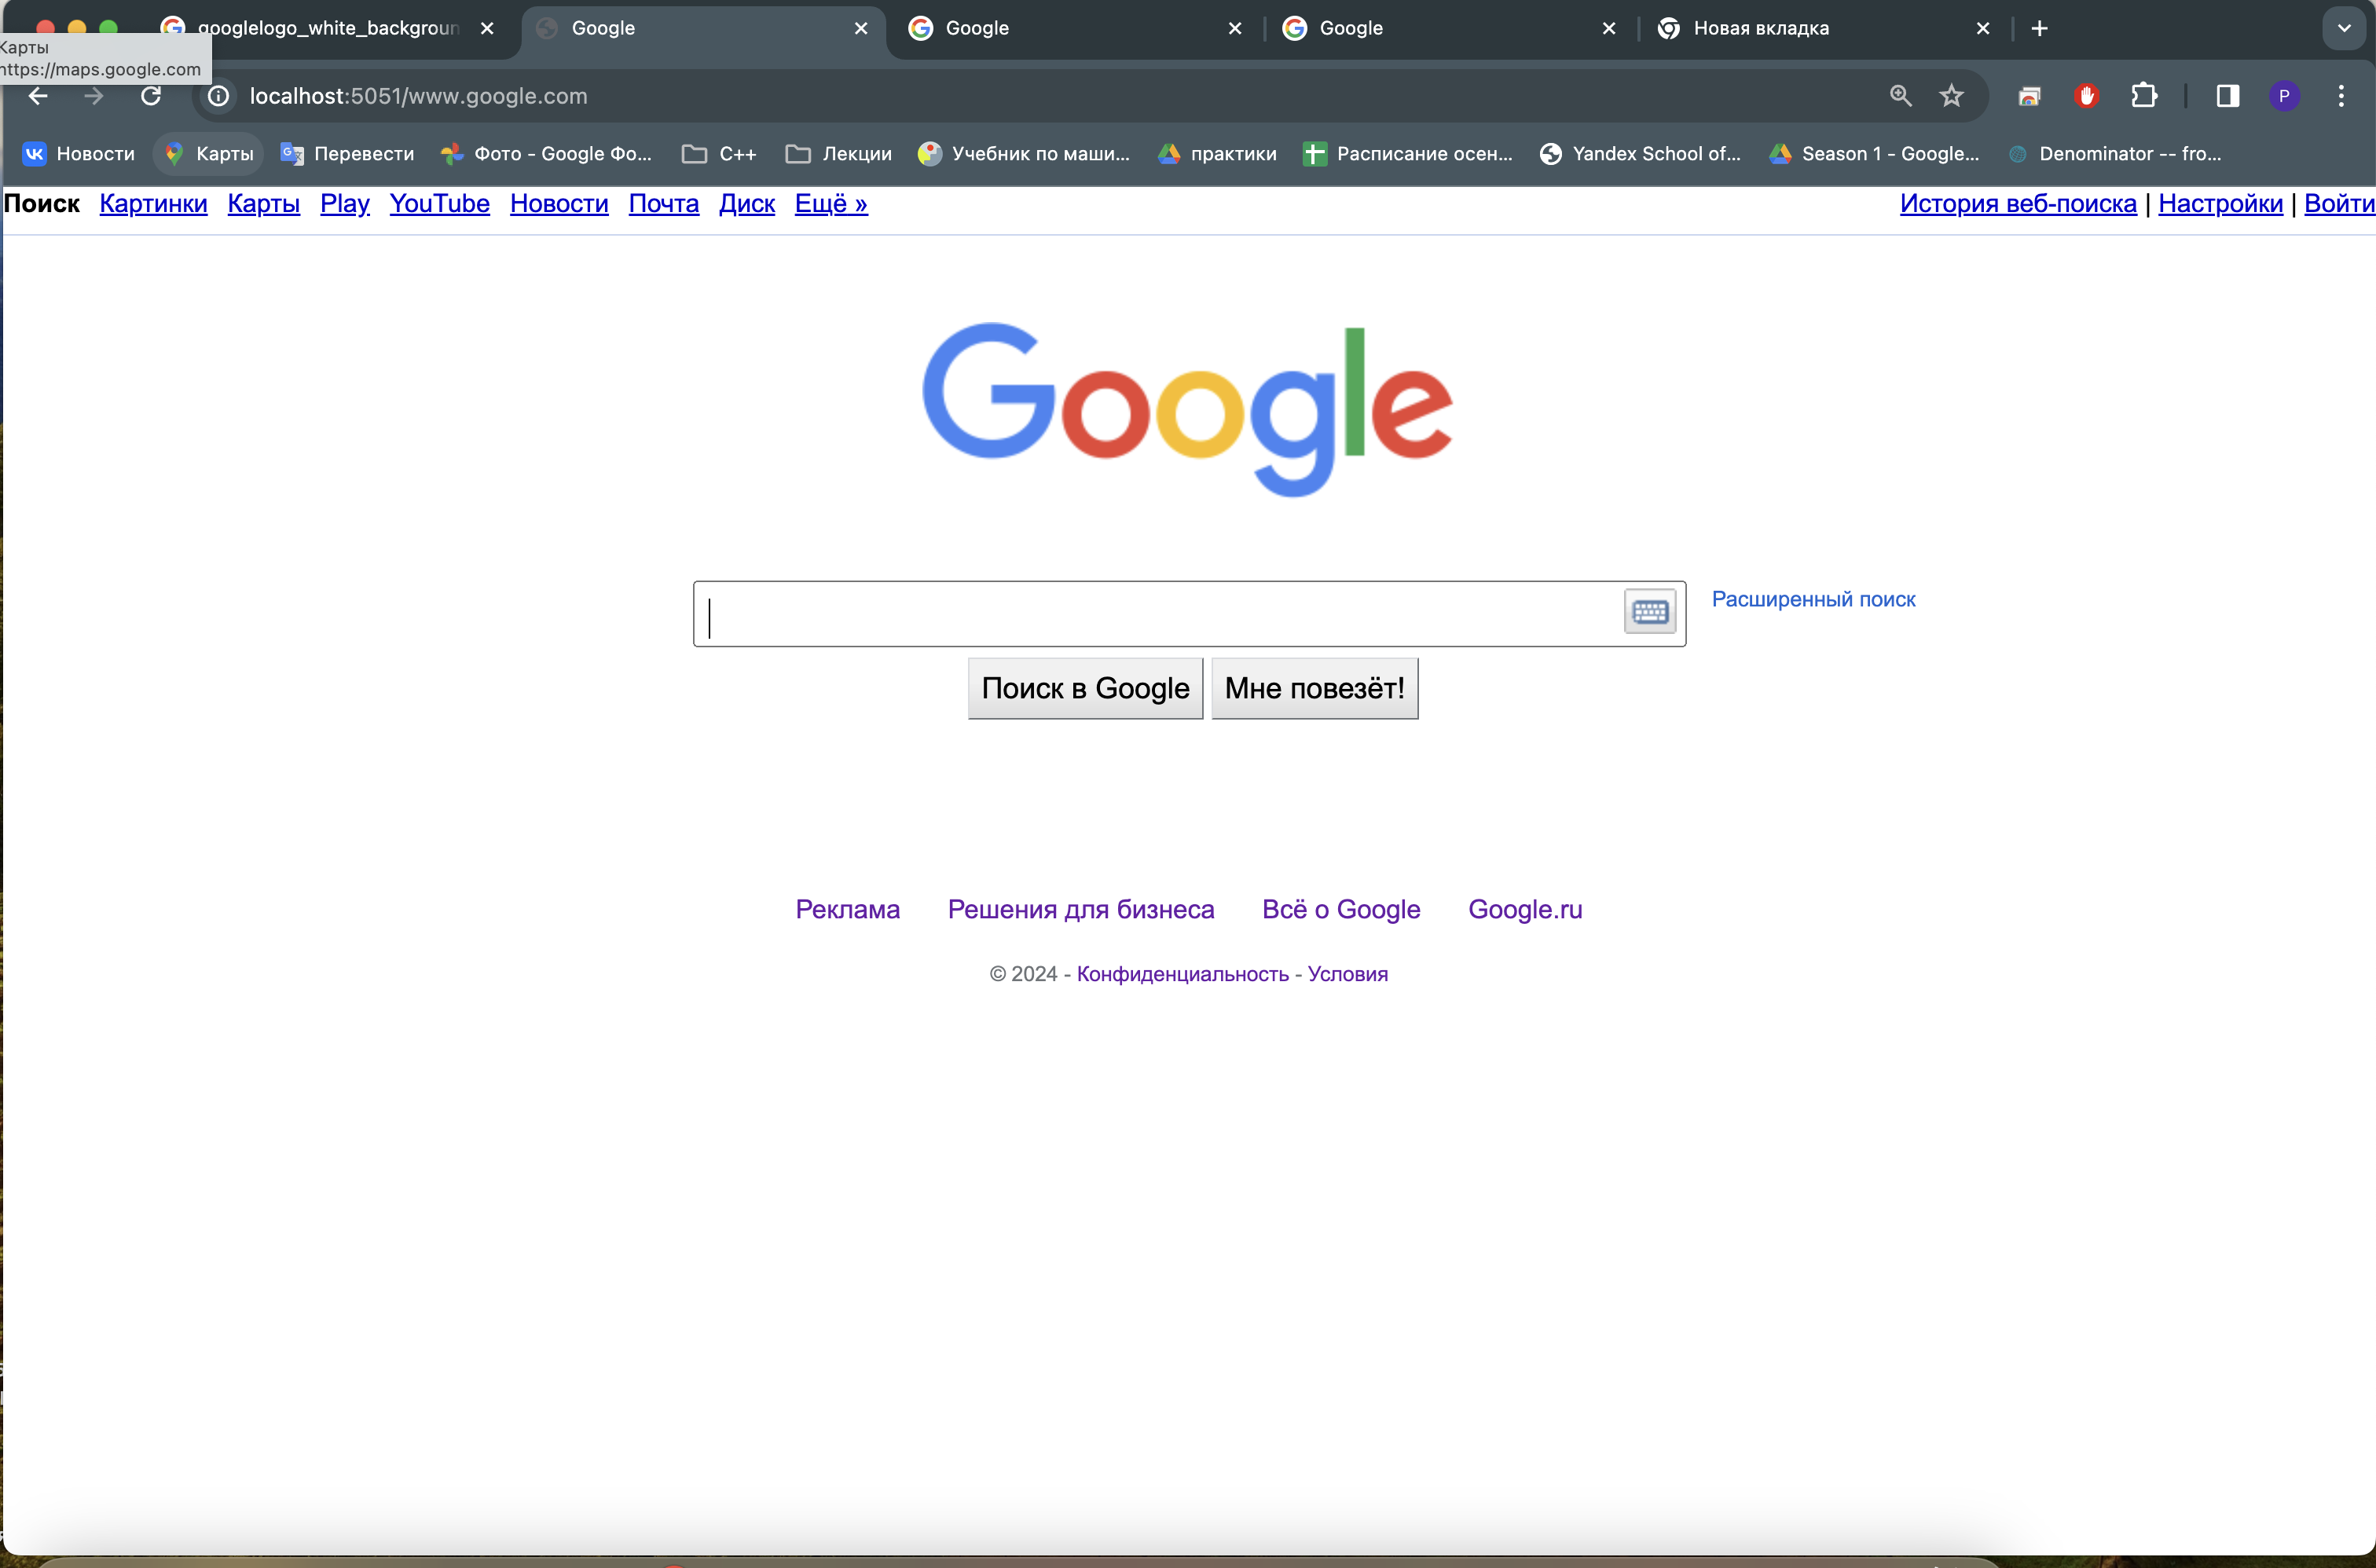 googlelogo_white_backgroun
Google
Google
Google
Новая вкладка
Карты
https://maps.google.com
localhost:5051/www.google.com
P
Новости
Карты
Перевести
Фото - Google Фо...
C++
Лекции
Учебник по маши...
практики
Расписание осен...
Yandex School of...
Season 1 - Google...
Denominator -- fro...
Поиск Картинки Карты Play YouTube Новости Почта Диск Ещё »
История веб-поиска | Настройки | Войти
Google
Расширенный поиск
Поиск в Google
Мне повезёт!
Реклама Решения для бизнеса Всё о Google Google.ru
© 2024 - Конфиденциальность - Условия